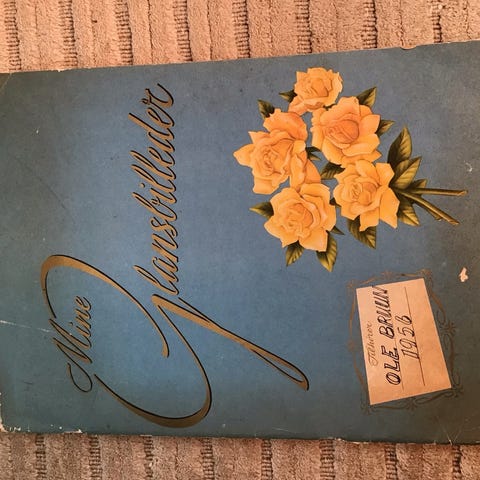 Mine
Glansbilleder
Tilhører
OLE BRUUN
1956